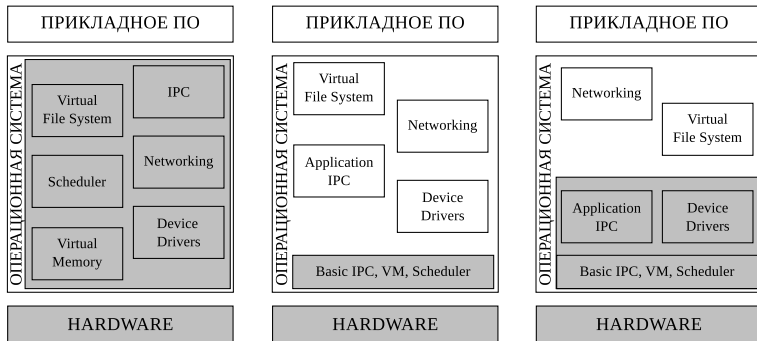 ПРИКЛАДНОЕ ПО
ОПЕРАЦИОННАЯ СИСТЕМА
Virtual
File System
IPC
Scheduler
Networking
Virtual
Memory
Device
Drivers
HARDWARE
ПРИКЛАДНОЕ ПО
ОПЕРАЦИОННАЯ СИСТЕМА
Virtual
File System
Networking
Application
IPC
Device
Drivers
Basic IPC, VM, Scheduler
HARDWARE
ПРИКЛАДНОЕ ПО
ОПЕРАЦИОННАЯ СИСТЕМА
Networking
Virtual
File System
Application
IPC
Device
Drivers
Basic IPC, VM, Scheduler
HARDWARE